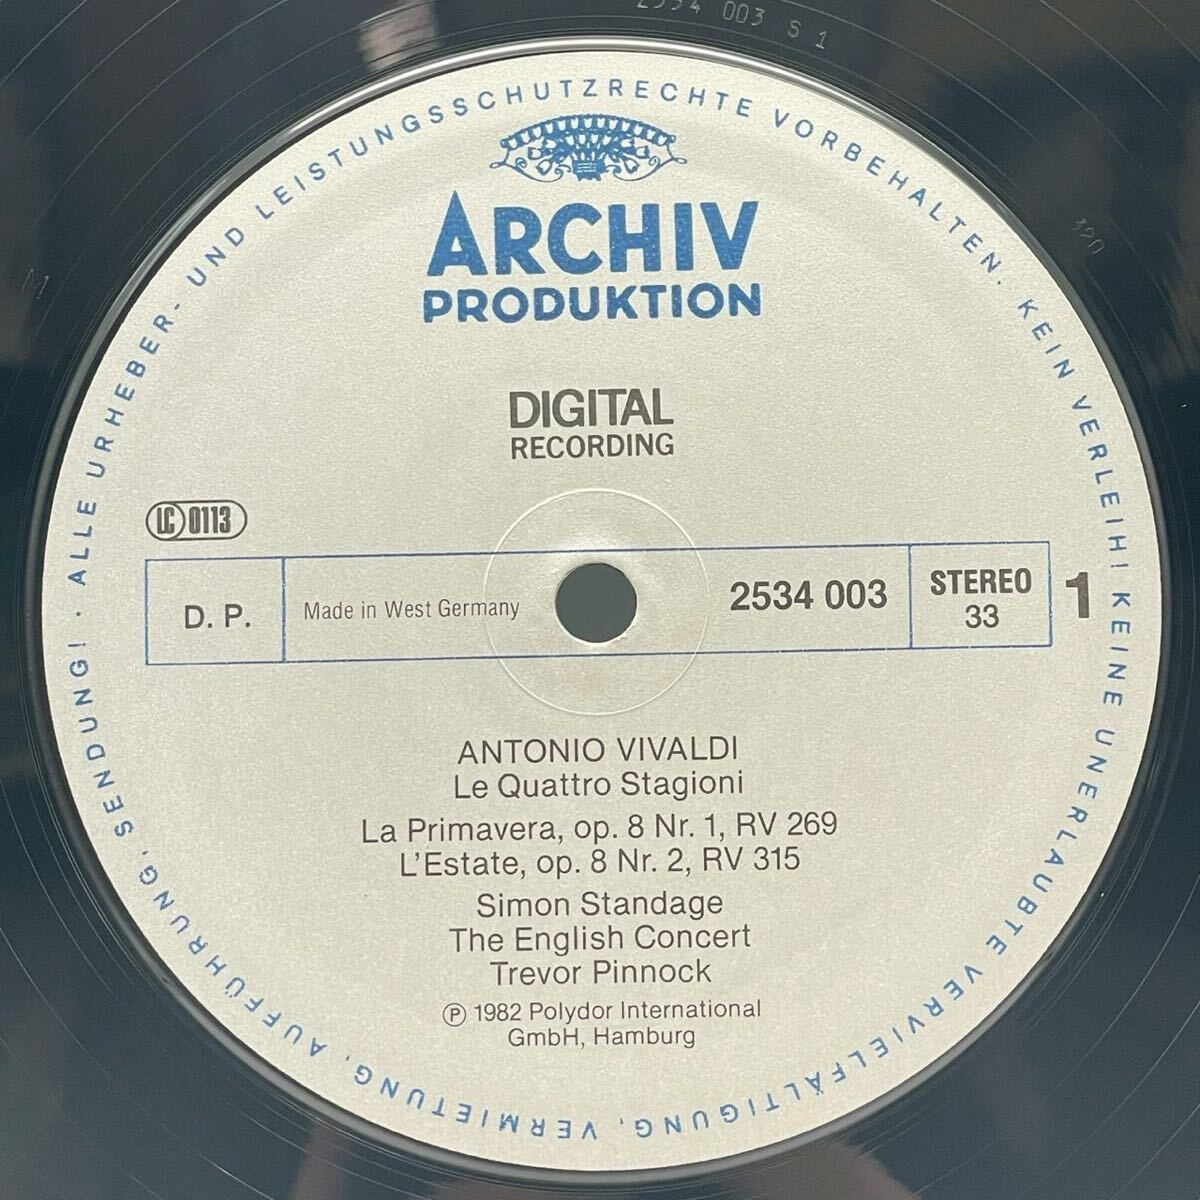 2534 003 S 1
M
320
ALLE URHEBER- UND LEISTUNGSSCHUTZRECHTE VORBEHALTEN. KEIN VERLEIH! KEINE UNERLAUBTE VERVIELFÄLTIGUNG, VERMIETUNG, AUFFÜHRUNG, SENDUNG! ·
ARCHIV
PRODUKTION
DIGITAL
RECORDING
LC 0113
D. P.
Made in West Germany
2534 003
STEREO
33
1
ANTONIO VIVALDI
Le Quattro Stagioni
La Primavera, op. 8 Nr. 1, RV 269
L'Estate, op. 8 Nr. 2, RV 315
Simon Standage
The English Concert
Trevor Pinnock
℗ 1982 Polydor International
GmbH, Hamburg